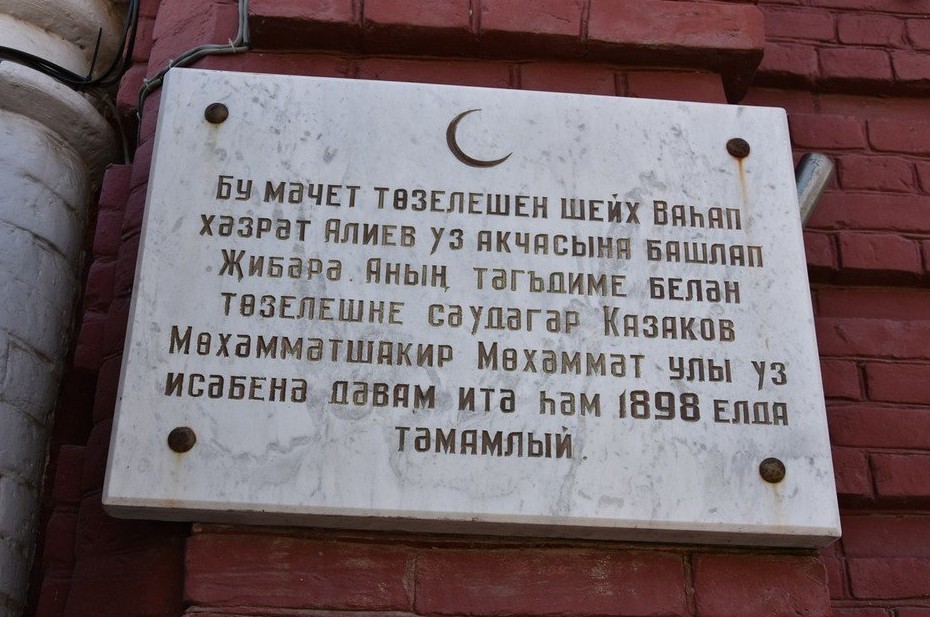 Бу мәчет төзелешен шейх Ваһап
хәзрәт Алиев уз акчасына башлап
Җибәрә. Аның тәгъдиме белән
төзелешне сәудәгәр Казаков
Мөхәммәтшакир Мөхәммәт улы уз
исәбенә дәвам итә һәм 1898 елда
тәмамлый.